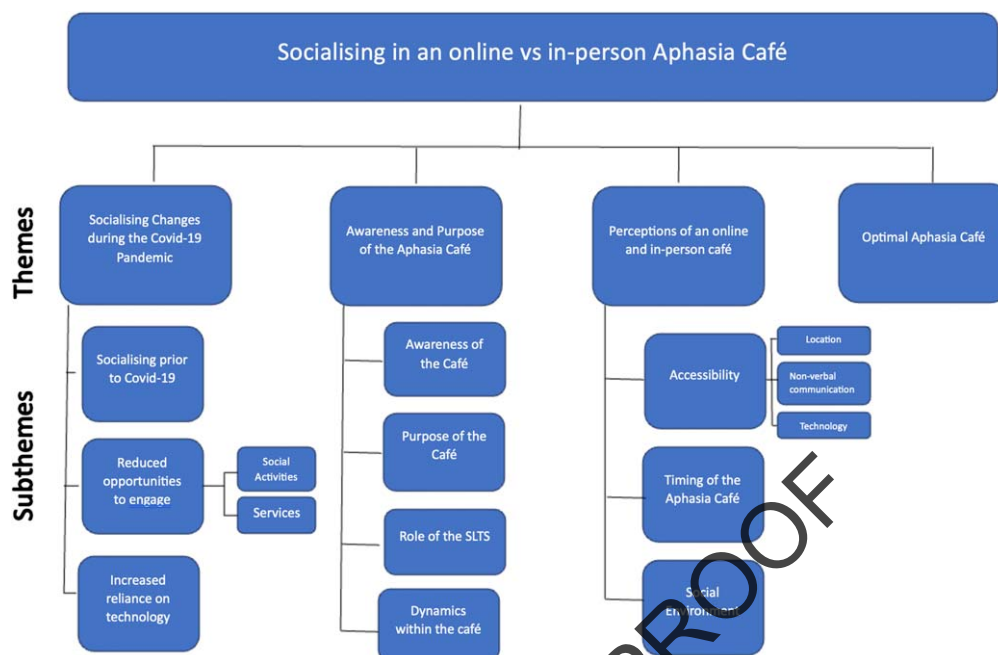 Socialising in an online vs in-person Aphasia Café
Themes
Socialising Changes
during the Covid-19
Pandemic
Awareness and Purpose
of the Aphasia Café
Perceptions of an online
and in-person café
Optimal Aphasia Café
Subthemes
Socialising prior
to Covid-19
Reduced
opportunities
to engage
Social
Activities
Services
Increased
reliance on
technology
Awareness of
the Café
Purpose of the
Café
Role of the SLTS
Dynamics
within the café
Accessibility
Location
Non-verbal
communication
Technology
Timing of the
Aphasia Café
Social
Environment
PROOF